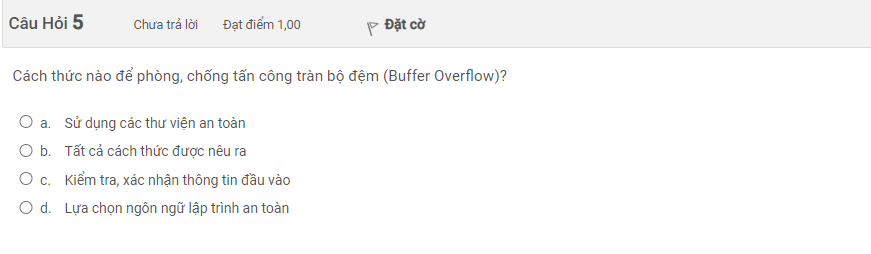 Câu Hỏi 5 Chưa trả lời Đạt điểm 1,00 Đặt cờ
Cách thức nào để phòng, chống tấn công tràn bộ đệm (Buffer Overflow)?
a. Sử dụng các thư viện an toàn
b. Tất cả cách thức được nêu ra
c. Kiểm tra, xác nhận thông tin đầu vào
d. Lựa chọn ngôn ngữ lập trình an toàn